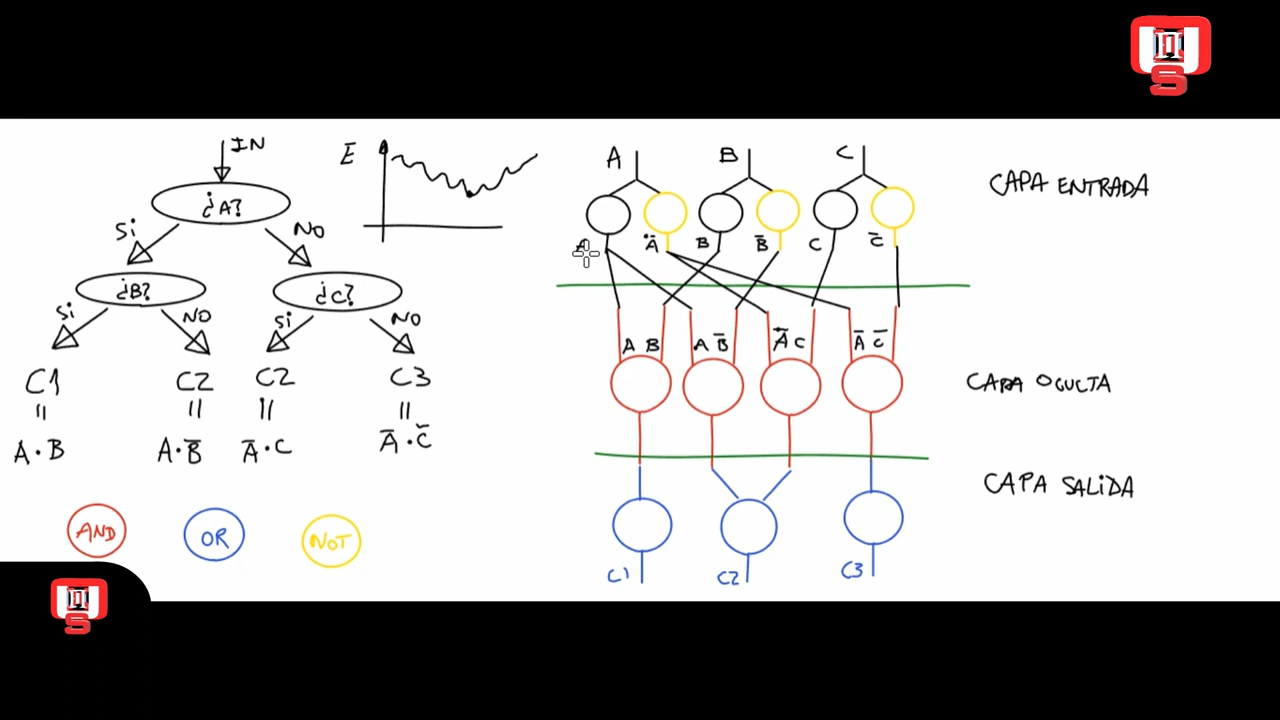 IN
¿A?
Si
NO
¿B?
¿C?
Si
NO
Si
NO
C1
C2
C2
C3
=
=
=
=
A·B
A·B̄
Ā·C
Ā·C̄
AND
OR
NOT
E
A
B
C
CAPA ENTRADA
A
Ā
B
B̄
C
C̄
A B
A B̄
Ā C
Ā C̄
CAPA OCULTA
CAPA SALiDA
C1
C2
C3